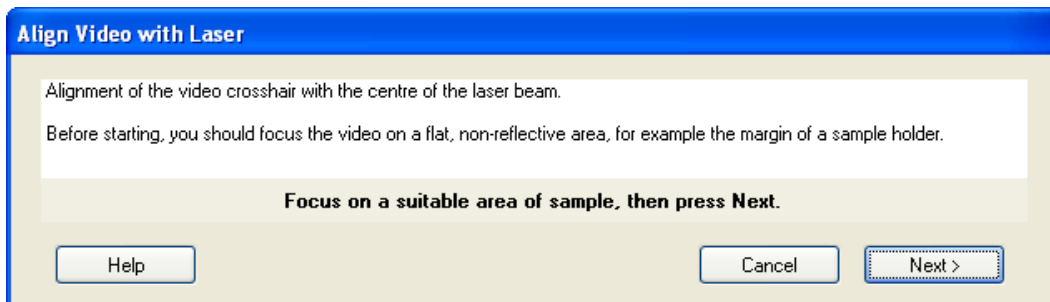 Align Video with Laser
Alignment of the video crosshair with the centre of the laser beam.
Before starting, you should focus the video on a flat, non-reflective area, for example the margin of a sample holder.
Focus on a suitable area of sample, then press Next.
Help
Cancel
Next >